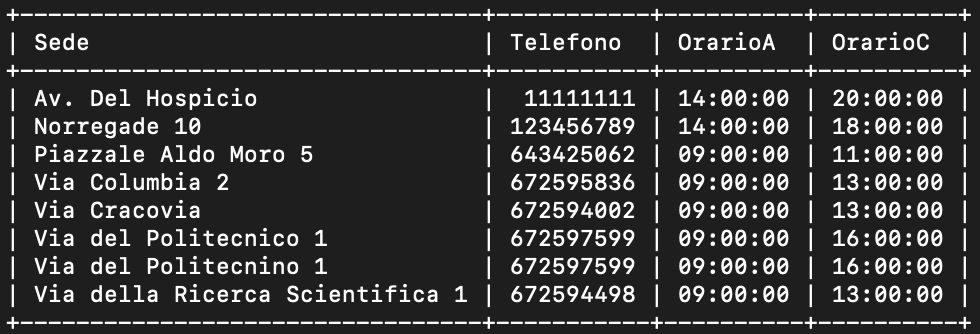 +---------------------------------+-----------+----------+----------+
| Sede                            | Telefono  | OrarioA  | OrarioC  |
+---------------------------------+-----------+----------+----------+
| Av. Del Hospicio                |  11111111 | 14:00:00 | 20:00:00 |
| Norregade 10                    | 123456789 | 14:00:00 | 18:00:00 |
| Piazzale Aldo Moro 5            | 643425062 | 09:00:00 | 11:00:00 |
| Via Columbia 2                  | 672595836 | 09:00:00 | 13:00:00 |
| Via Cracovia                    | 672594002 | 09:00:00 | 13:00:00 |
| Via del Politecnico 1           | 672597599 | 09:00:00 | 16:00:00 |
| Via del Politecnino 1           | 672597599 | 09:00:00 | 16:00:00 |
| Via della Ricerca Scientifica 1 | 672594498 | 09:00:00 | 13:00:00 |
+---------------------------------+-----------+----------+----------+